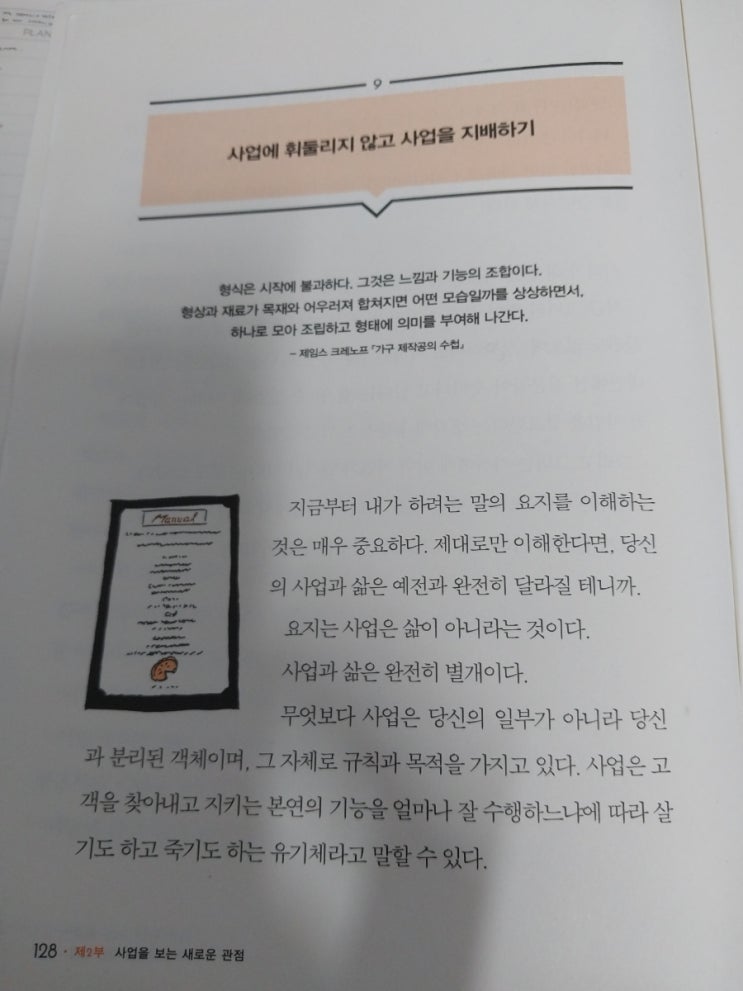 PLAN
9
사업에 휘둘리지 않고 사업을 지배하기
형식은 시작에 불과하다. 그것은 느낌과 기능의 조합이다.
형상과 재료가 목재와 어우러져 합쳐지면 어떤 모습일까를 상상하면서,
하나로 모아 조립하고 형태에 의미를 부여해 나간다.
– 제임스 크레노프 『가구 제작공의 수첩』
Manual
지금부터 내가 하려는 말의 요지를 이해하는
것은 매우 중요하다. 제대로만 이해한다면, 당신
의 사업과 삶은 예전과 완전히 달라질 테니까.
요지는 사업은 삶이 아니라는 것이다.
사업과 삶은 완전히 별개이다.
무엇보다 사업은 당신의 일부가 아니라 당신
과 분리된 객체이며, 그 자체로 규칙과 목적을 가지고 있다. 사업은 고
객을 찾아내고 지키는 본연의 기능을 얼마나 잘 수행하느냐에 따라 살
기도 하고 죽기도 하는 유기체라고 말할 수 있다.
128 · 제2부 사업을 보는 새로운 관점